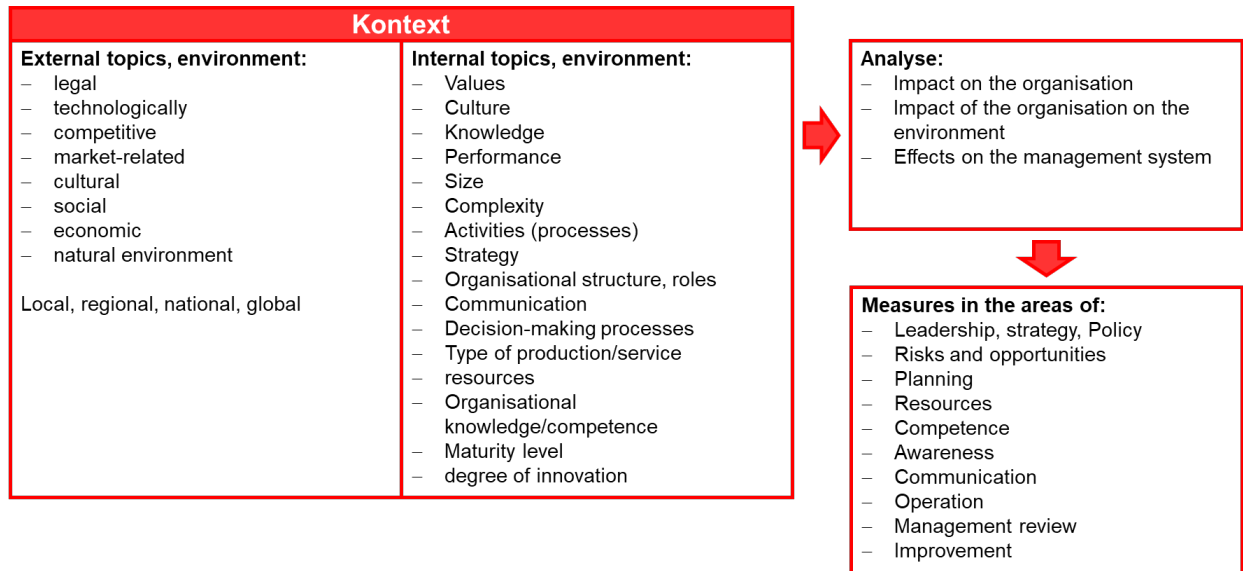 Kontext
External topics, environment:
– legal
– technologically
– competitive
– market-related
– cultural
– social
– economic
– natural environment
Local, regional, national, global
Internal topics, environment:
– Values
– Culture
– Knowledge
– Performance
– Size
– Complexity
– Activities (processes)
– Strategy
– Organisational structure, roles
– Communication
– Decision-making processes
– Type of production/service
– resources
– Organisational
knowledge/competence
– Maturity level
– degree of innovation
Analyse:
– Impact on the organisation
– Impact of the organisation on the
environment
– Effects on the management system
Measures in the areas of:
– Leadership, strategy, Policy
– Risks and opportunities
– Planning
– Resources
– Competence
– Awareness
– Communication
– Operation
– Management review
– Improvement